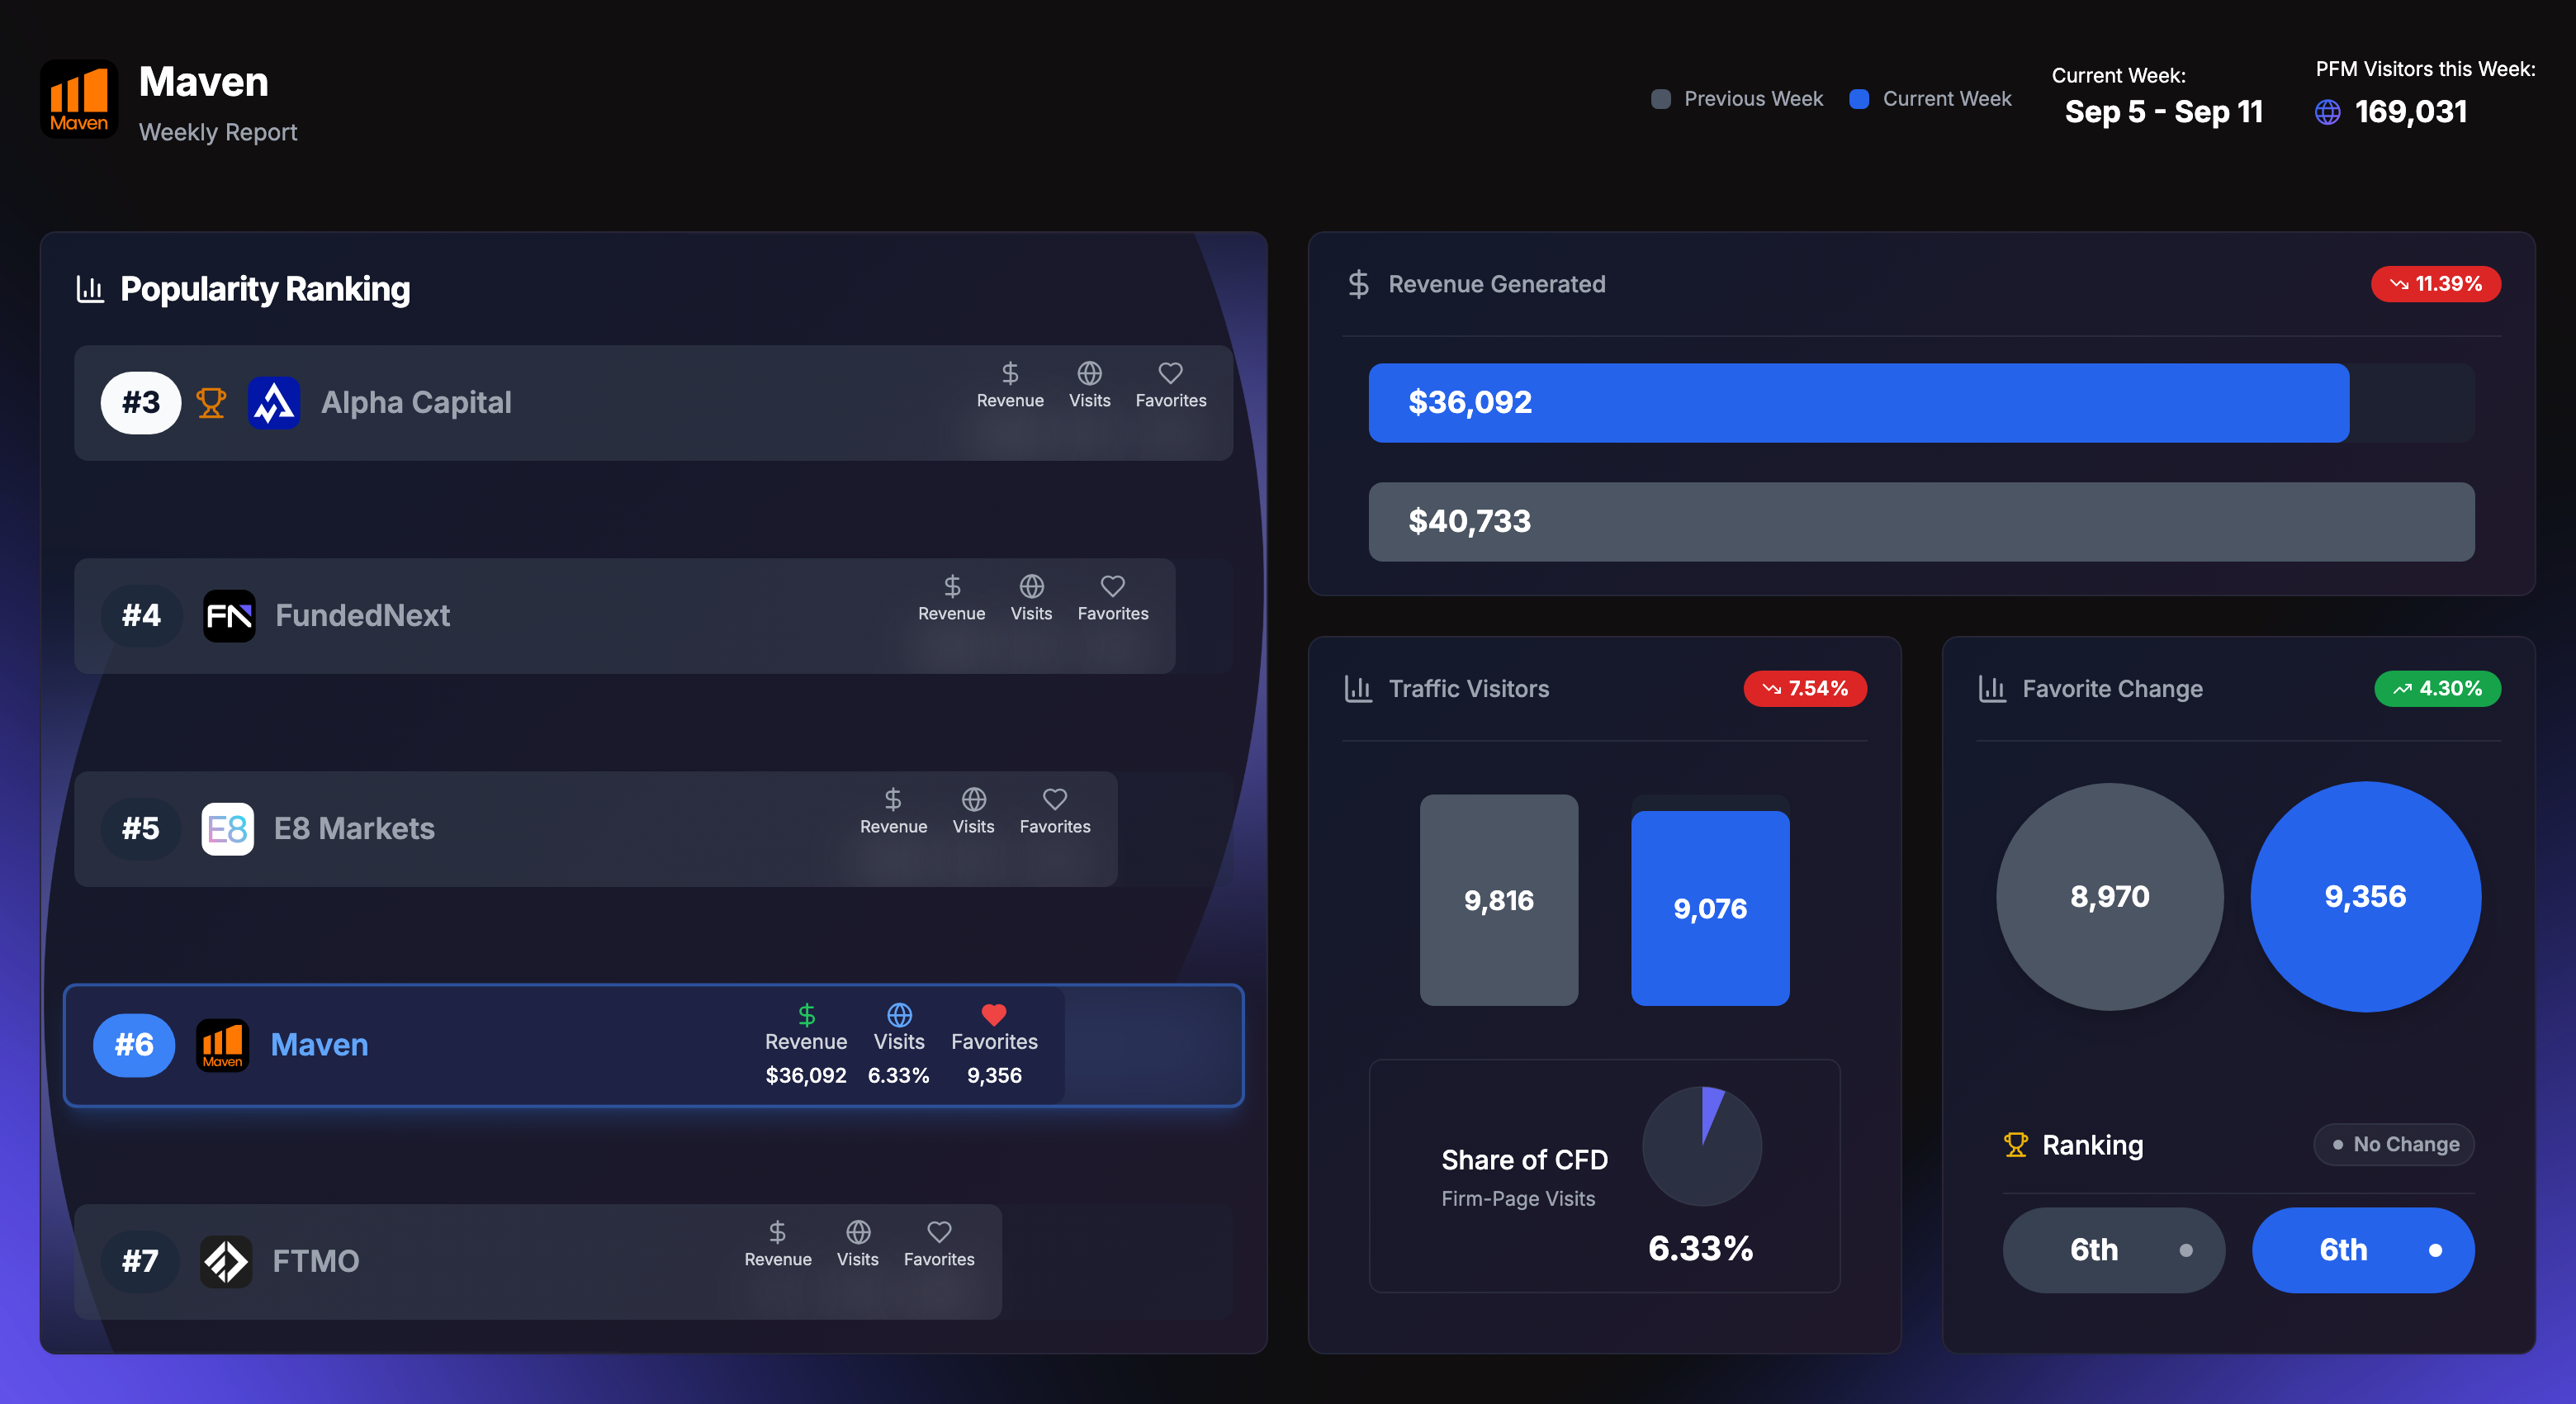 Maven
Maven
Weekly Report
Previous Week
Current Week
Current Week:
Sep 5 - Sep 11
PFM Visitors this Week:
169,031
Popularity Ranking
#3
Alpha Capital
Revenue
Visits
Favorites
#4
FN
FundedNext
Revenue
Visits
Favorites
#5
E8
E8 Markets
Revenue
Visits
Favorites
#6
Maven
Maven
Revenue
Visits
Favorites
$36,092
6.33%
9,356
#7
FTMO
Revenue
Visits
Favorites
Revenue Generated
11.39%
$36,092
$40,733
Traffic Visitors
7.54%
9,816
9,076
Share of CFD
Firm-Page Visits
6.33%
Favorite Change
4.30%
8,970
9,356
Ranking
No Change
6th
6th